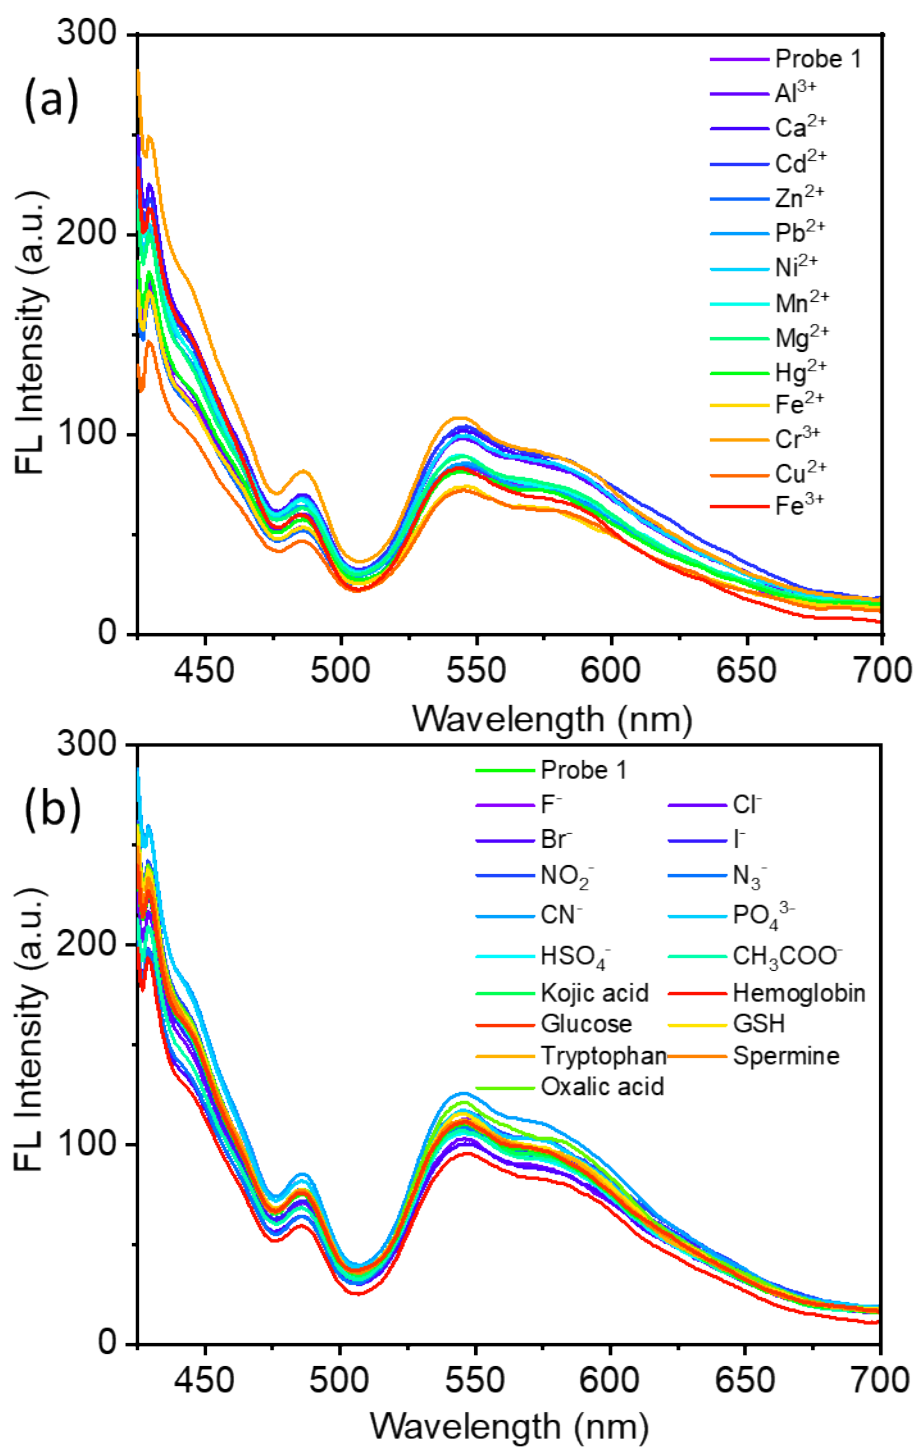 300
(a)
Probe 1
Al³⁺
Ca²⁺
Cd²⁺
Zn²⁺
200
Pb²⁺
Ni²⁺
Mn²⁺
Mg²⁺
Hg²⁺
Fe²⁺
100
Cr³⁺
Cu²⁺
Fe³⁺
0
FL Intensity (a.u.)
450 500 550 600 650 700
Wavelength (nm)
300
(b)
Probe 1
F⁻ Cl⁻
Br⁻ I⁻
NO₂⁻ N₃⁻
CN⁻ PO₄³⁻
200
HSO₄⁻ CH₃COO⁻
Kojic acid Hemoglobin
Glucose GSH
Tryptophan Spermine
Oxalic acid
100
0
FL Intensity (a.u.)
450 500 550 600 650 700
Wavelength (nm)